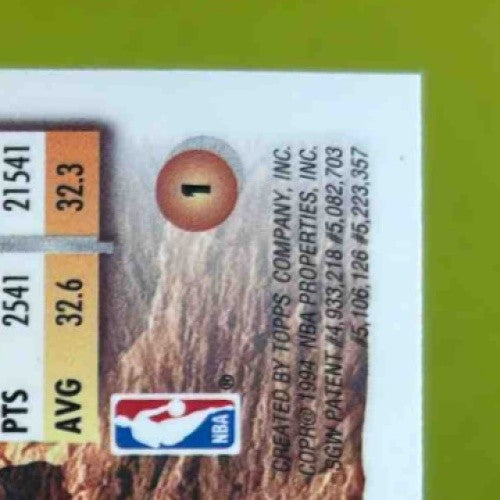 PTS 2541 21541
AVG 32.6 32.3
1
NBA
®
CREATED BY TOPPS COMPANY, INC.
COPR© 1994 NBA PROPERTIES, INC.
SGW PATENT #4,933,218 #5,082,703
#5,106,126 #5,223,357